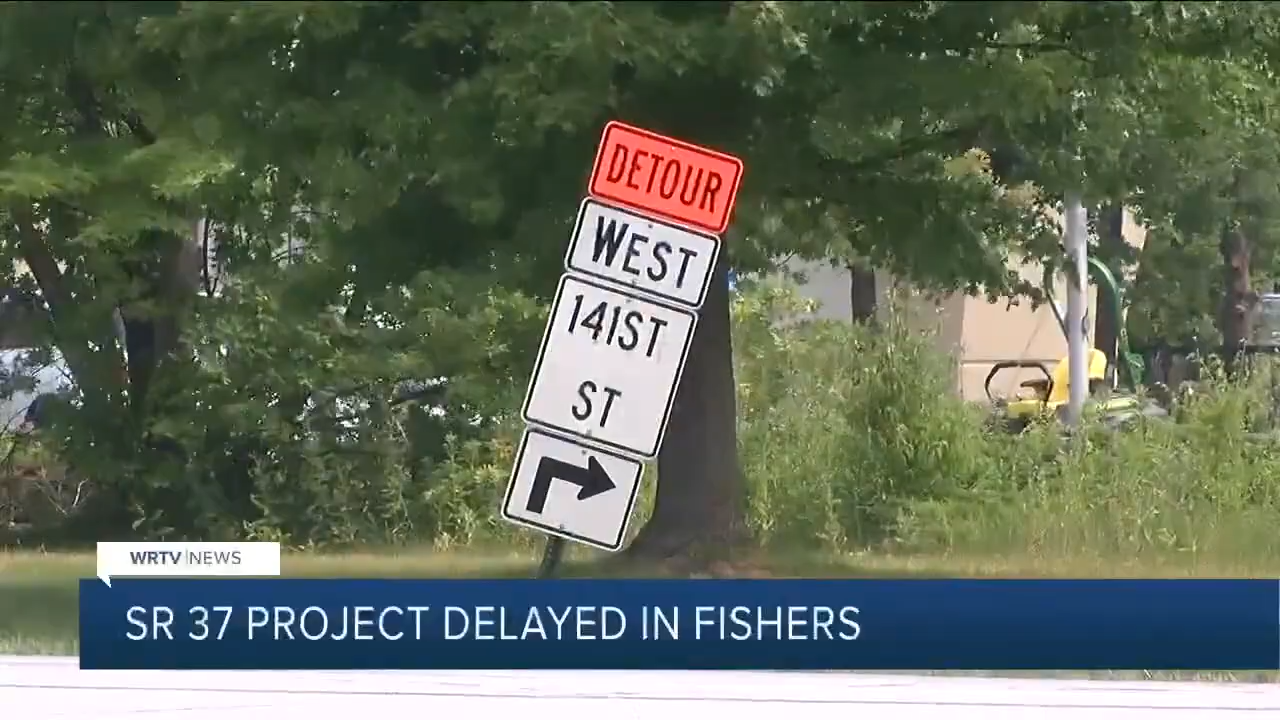 DETOUR
WEST
141ST
ST
WRTV NEWS
SR 37 PROJECT DELAYED IN FISHERS